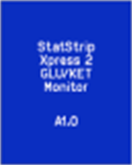 StatStrip
Xpress 2
GLU/KET
Monitor
A1.0